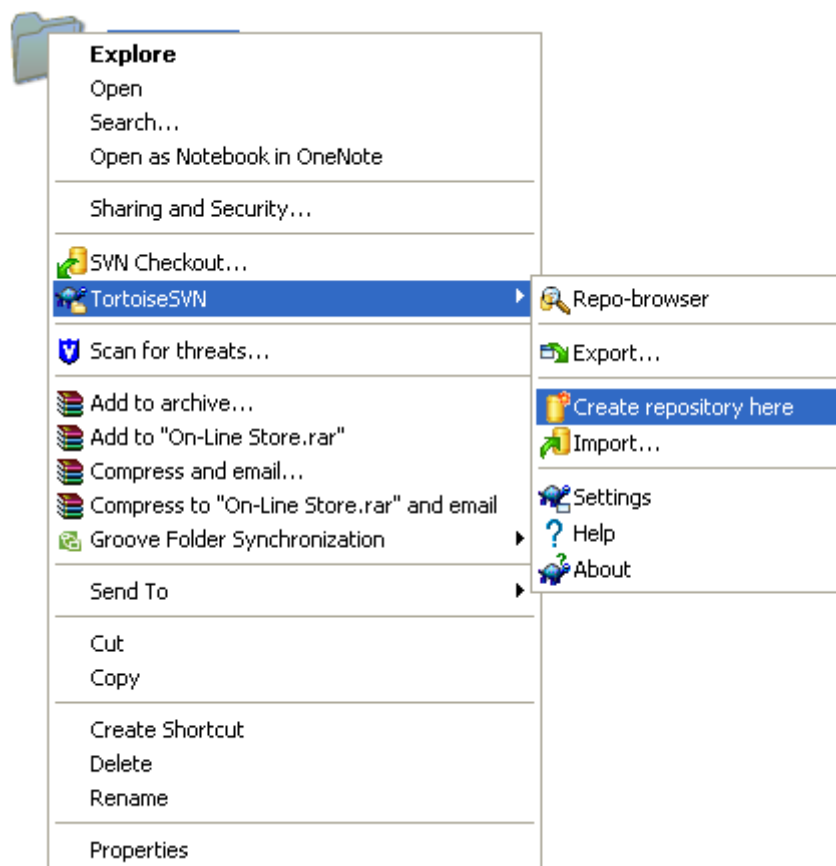 Explore
Open
Search...
Open as Notebook in OneNote
Sharing and Security...
SVN Checkout...
TortoiseSVN
Scan for threats...
Add to archive...
Add to "On-Line Store.rar"
Compress and email...
Compress to "On-Line Store.rar" and email
Groove Folder Synchronization
Send To
Cut
Copy
Create Shortcut
Delete
Rename
Properties
Repo-browser
Export...
Create repository here
Import...
Settings
Help
About